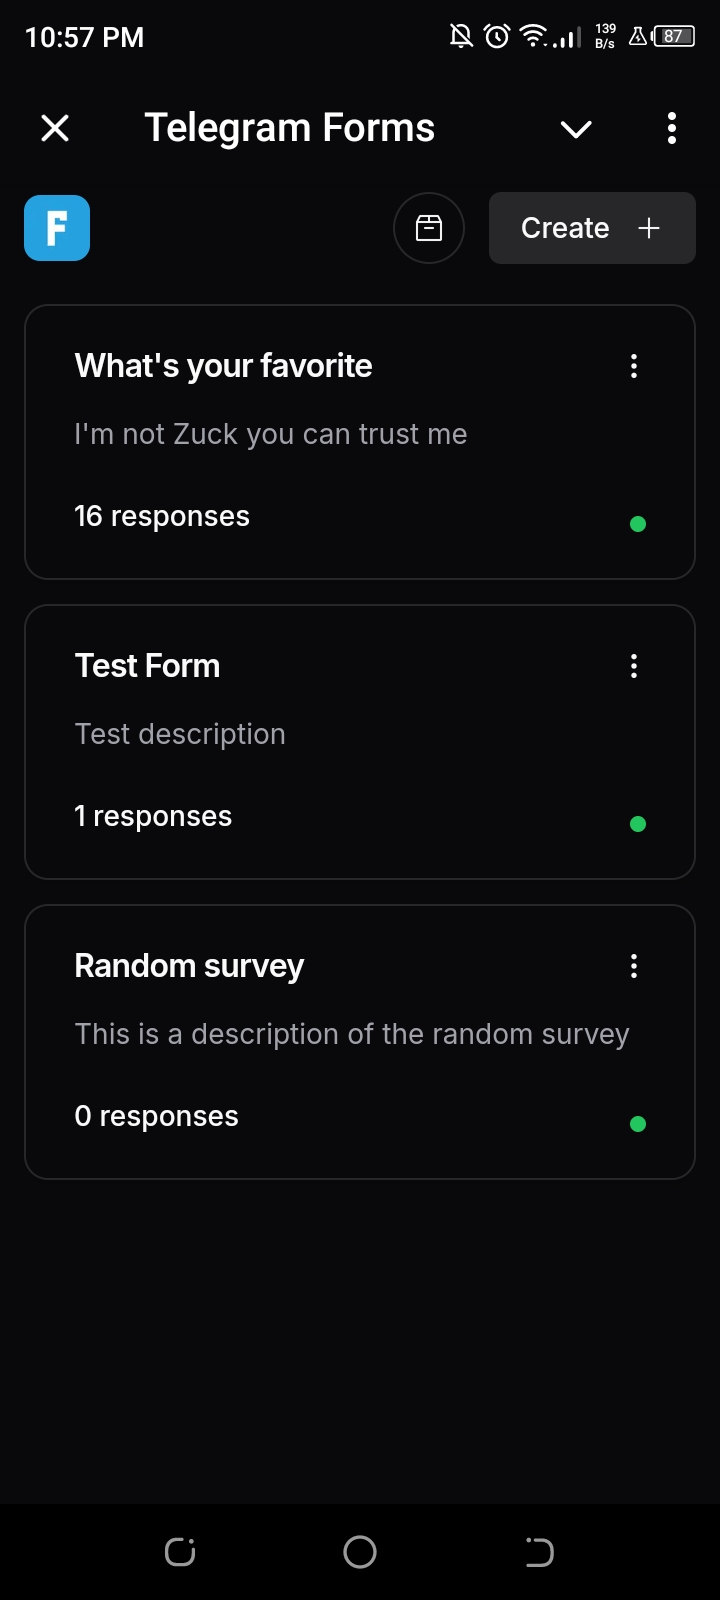 10:57 PM
139
B/s
87
Telegram Forms
F
Create
What's your favorite
I'm not Zuck you can trust me
16 responses
Test Form
Test description
1 responses
Random survey
This is a description of the random survey
0 responses